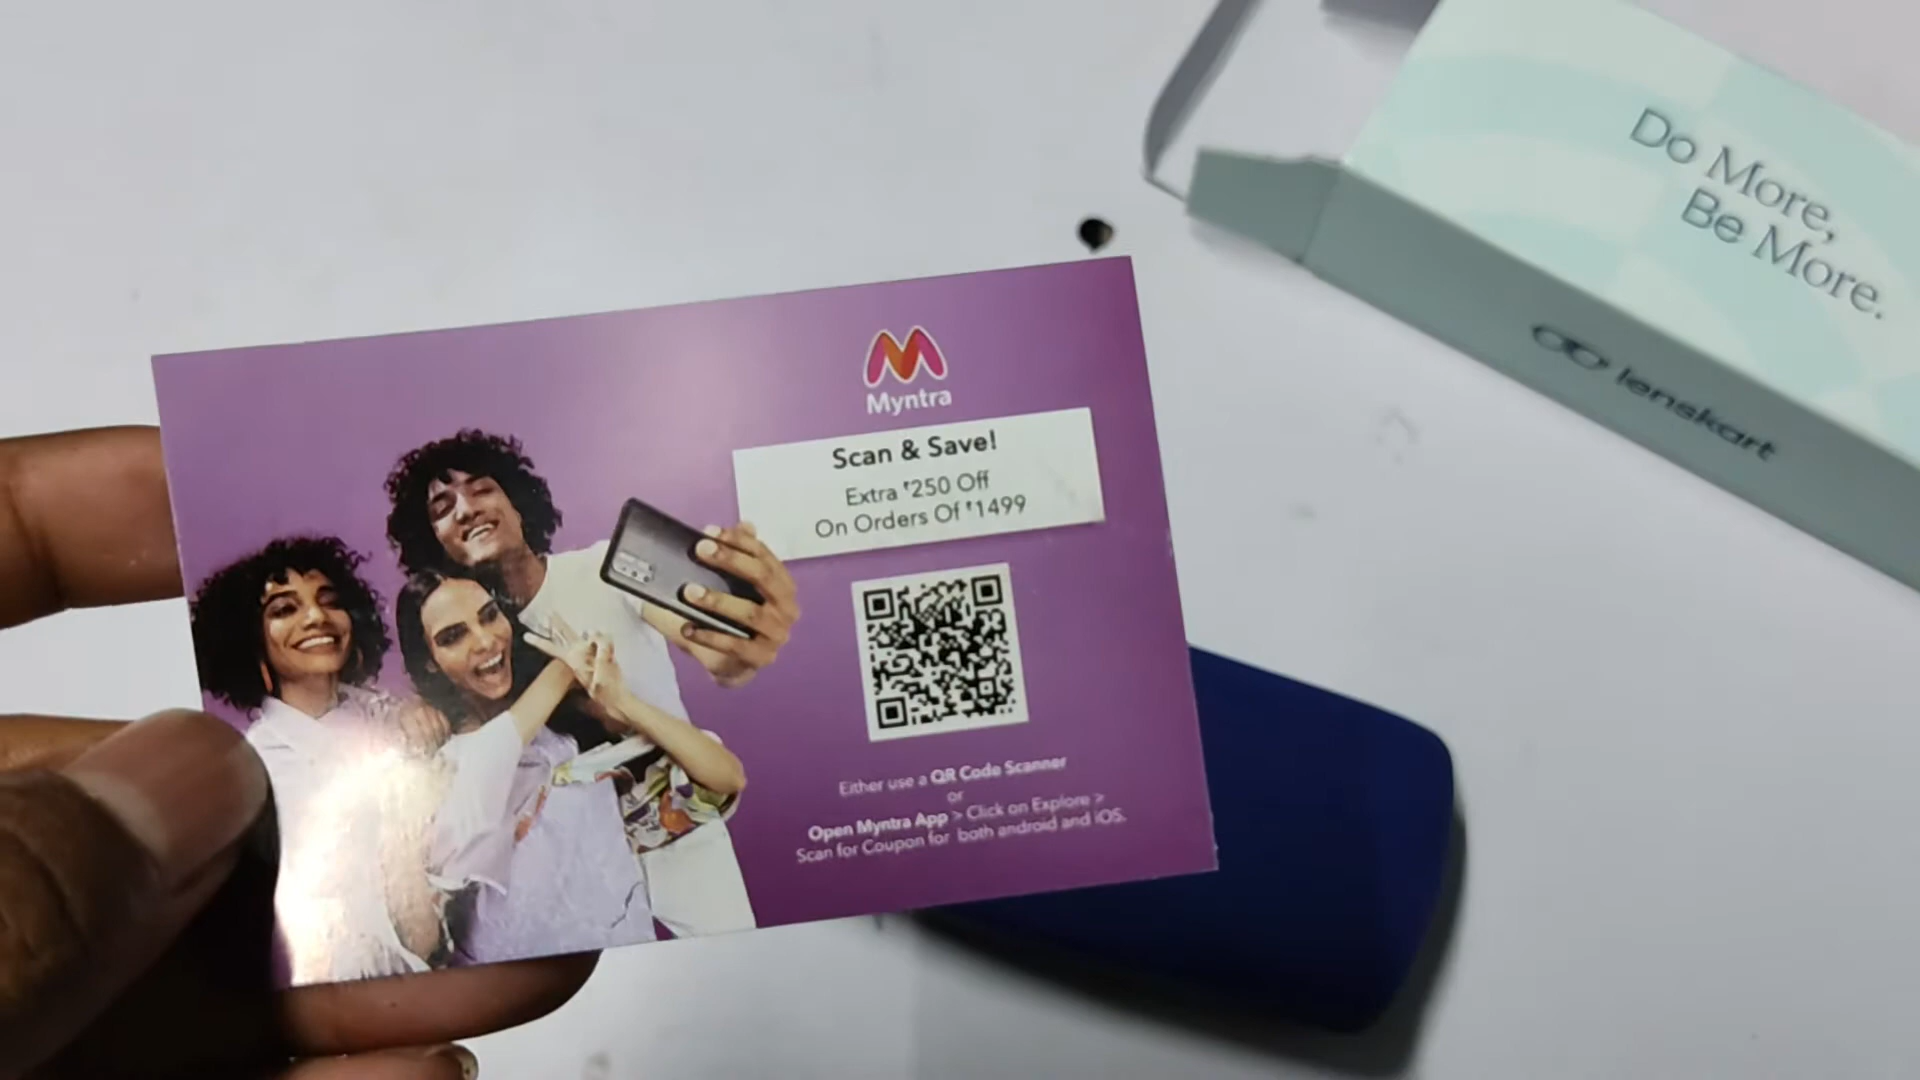 Myntra
Scan & Save!
Extra ₹250 Off
On Orders Of ₹1499
Either use a QR Code Scanner
or
Open Myntra App > Click on Explore >
Scan for Coupon for both android and iOS.
Do More,
Be More.
lenskart